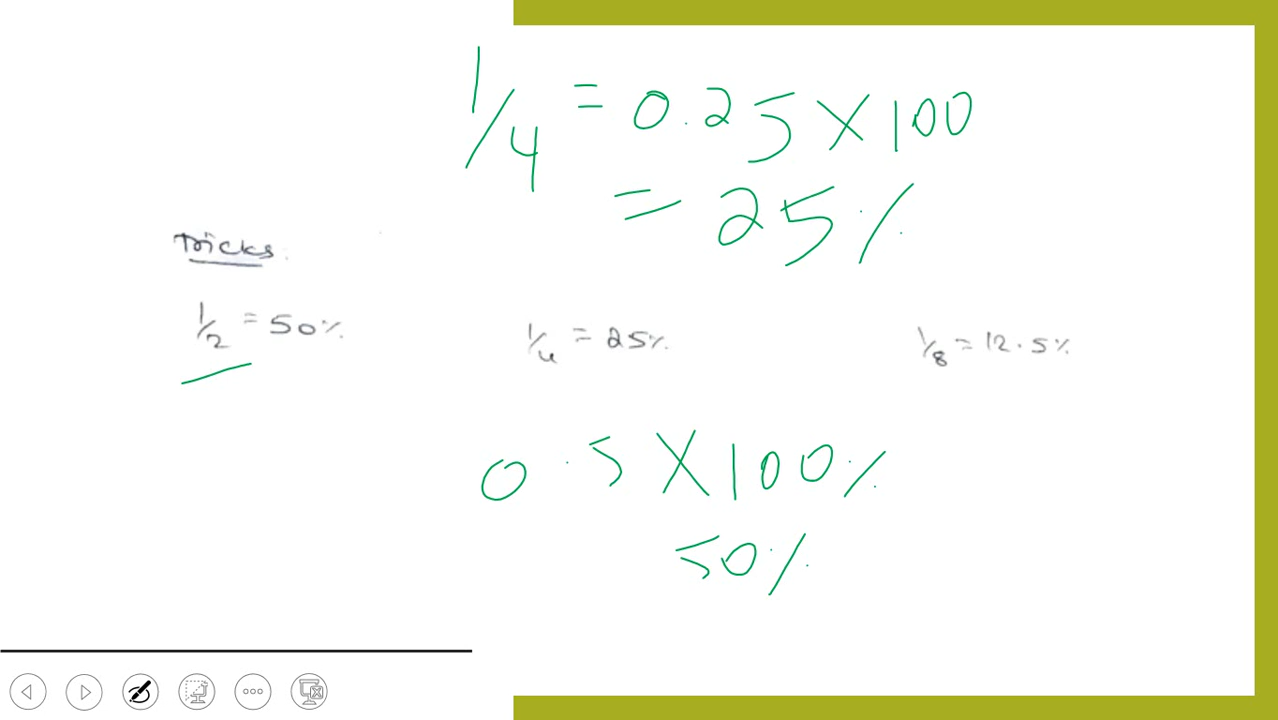 1/4 = 0.25 X 100
= 25%
Tricks
1/2 = 50% 1/4 = 25% 1/8 = 12.5%
0.5 X 100%
50%